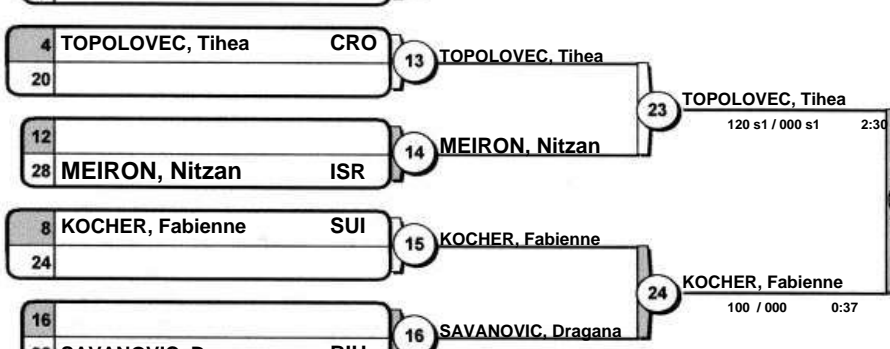 4 TOPOLOVEC, Tihea CRO
20
13 TOPOLOVEC, Tihea
12
28 MEIRON, Nitzan ISR
14 MEIRON, Nitzan
23 TOPOLOVEC, Tihea
120 s1 / 000 s1 2:30
8 KOCHER, Fabienne SUI
24
15 KOCHER, Fabienne
16
16 SAVANOVIC, Dragana
24 KOCHER, Fabienne
100 / 000 0:37